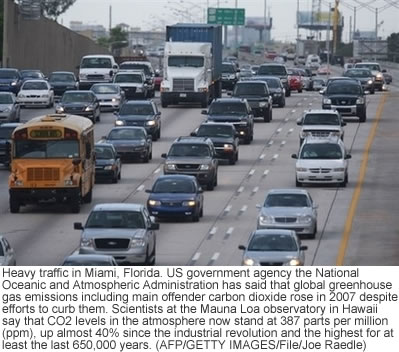 Heavy traffic in Miami, Florida. US government agency the National
Oceanic and Atmospheric Administration has said that global greenhouse
gas emissions including main offender carbon dioxide rose in 2007 despite
efforts to curb them. Scientists at the Mauna Loa observatory in Hawaii
say that CO2 levels in the atmosphere now stand at 387 parts per million
(ppm), up almost 40% since the industrial revolution and the highest for at
least the last 650,000 years. (AFP/GETTY IMAGES/File/Joe Raedle)